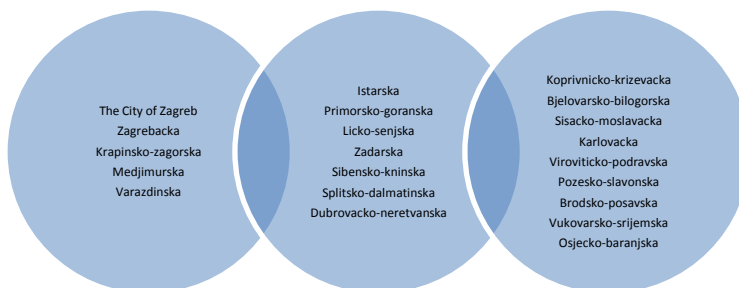 The City of Zagreb
Zagrebacka
Krapinsko-zagorska
Medjimurska
Varazdinska
Istarska
Primorsko-goranska
Licko-senjska
Zadarska
Sibensko-kninska
Splitsko-dalmatinska
Dubrovacko-neretvanska
Koprivnicko-krizevacka
Bjelovarsko-bilogorska
Sisacko-moslavacka
Karlovacka
Viroviticko-podravska
Pozesko-slavonska
Brodsko-posavska
Vukovarsko-srijemska
Osjecko-baranjska